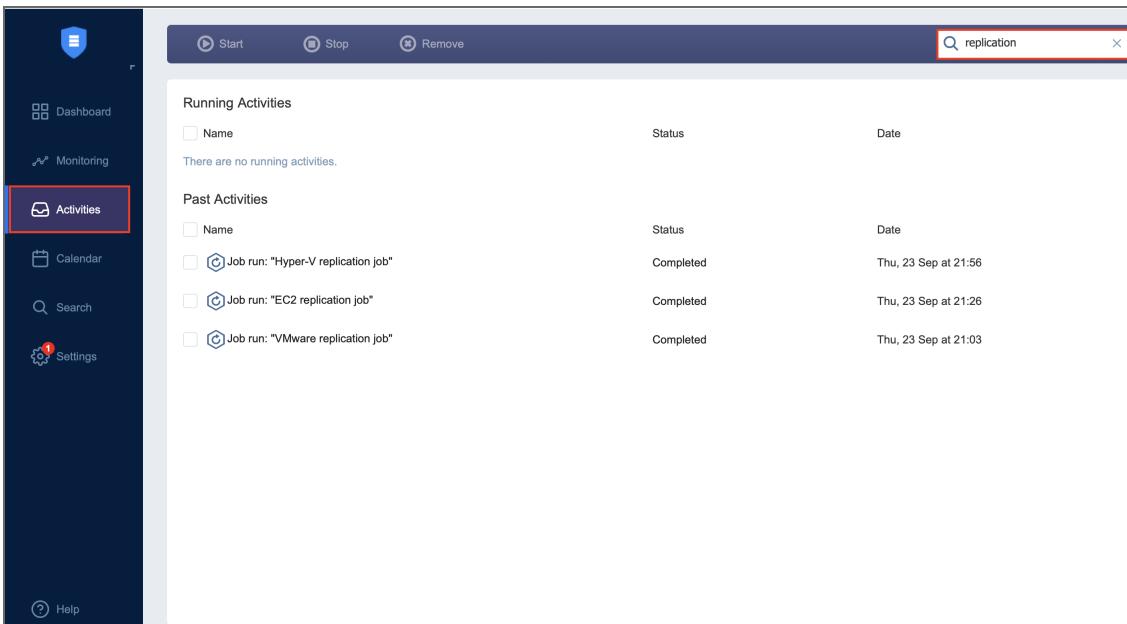 Start Stop Remove replication
Dashboard
Monitoring
Activities
Calendar
Search
1
Settings
Help
Running Activities
Name Status Date
There are no running activities.
Past Activities
Name Status Date
Job run: "Hyper-V replication job" Completed Thu, 23 Sep at 21:56
Job run: "EC2 replication job" Completed Thu, 23 Sep at 21:26
Job run: "VMware replication job" Completed Thu, 23 Sep at 21:03